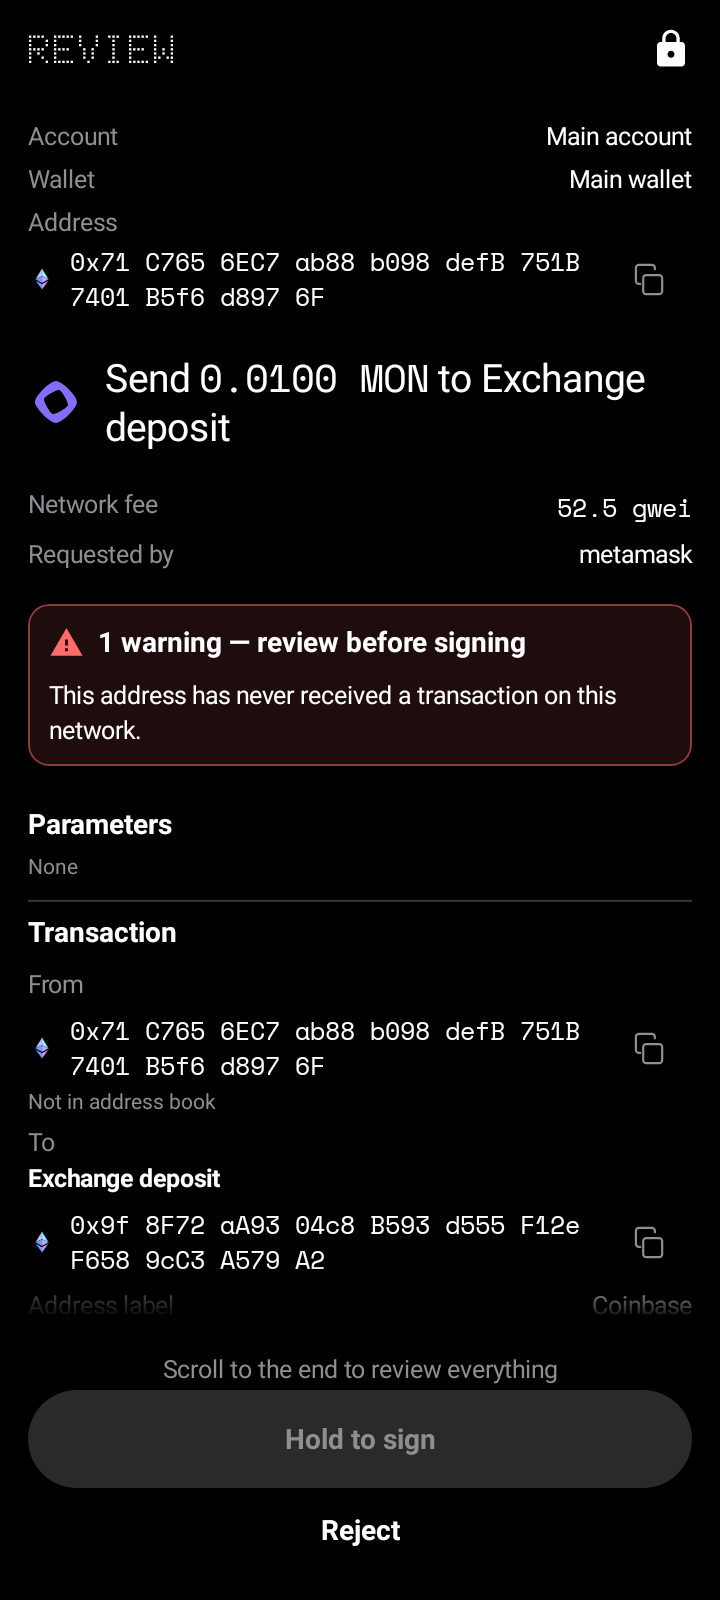 REVIEW
Account
Main account
Wallet
Main wallet
Address
0x71 C765 6EC7 ab88 b098 defB 751B
7401 B5f6 d897 6F
Send 0.0100 MON to Exchange
deposit
Network fee
52.5 gwei
Requested by
metamask
1 warning — review before signing
This address has never received a transaction on this
network.
Parameters
None
Transaction
From
0x71 C765 6EC7 ab88 b098 defB 751B
7401 B5f6 d897 6F
Not in address book
To
Exchange deposit
0x9f 8F72 aA93 04c8 B593 d555 F12e
F658 9cC3 A579 A2
Address label
Coinbase
Scroll to the end to review everything
Hold to sign
Reject